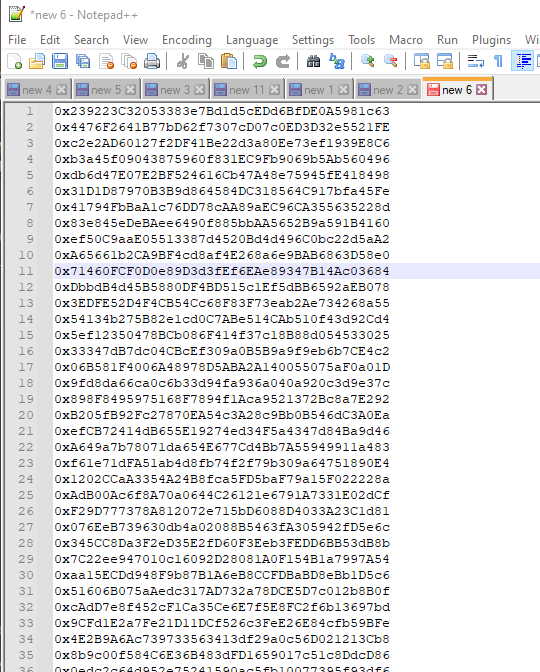 *new 6 - Notepad++
File Edit Search View Encoding Language Settings Tools Macro Run Plugins Wi
new 4 new 5 new 3 new 11 new 1 new 2 new 6
1 0x239223C32053383e7Bd1d5cEDd6BfDE0A5981c63
2 0x4476F2641B77bD62f7307cD07c0ED3D32e5521FE
3 0xc2e2AD60127f2DF41Be22d3a80Ee73ef1939E8C6
4 0xb3a45f09043875960f831EC9Fb9069b5Ab560496
5 0xdb6d47E07E2BF524616Cb47A48e75945fE418498
6 0x31D1D87970B3B9d864584DC318564C917bfa45Fe
7 0x41794FbBaA1c76DD78cAA89aEC96CA355635228d
8 0x83e845eDeBAee6490f885bbAA5652B9a591B4160
9 0xef50C9aaE05513387d4520Bd4d496C0bc22d5aA2
10 0xA65661b2CA9BF4cd8af4E268a6e9BAB6863D58e0
11 0x71460FCF0D0e89D3d3fEf6EAe89347B14Ac03684
12 0xDbbdB4d45B5880DF4BD515c1Ef5dBB6592aEB078
13 0x3EDFE52D4F4CB54Cc68F83F73eab2Ae734268a55
14 0x54134b275B82e1cd0C7ABe514CAb510f43d92Cd4
15 0x5ef12350478BCb086F414f37c18B88d054533025
16 0x33347dB7dc04CBcEf309a0B5B9a9f9eb6b7CE4c2
17 0x06B581F4006A48978D5ABA2A140055075aF0a01D
18 0x9fd8da66ca0c6b33d94fa936a040a920c3d9e37c
19 0x898F8495975168F7894f1Aca9521372Bc8a7E292
20 0xB205fB92Fc27870EA54c3A28c9Bb0B546dC3A0Ea
21 0xefCB72414dB655E19274ed34F5a4347d84Ba9d46
22 0xA649a7b78071da654E677Cd4Bb7A55949911a483
23 0xf61e71dFA51ab4d8fb74f2f79b309a64751890E4
24 0x1202CCaA3354A24B8fca5FD5baF79a15F022228a
25 0xAdB00Ac6f8A70a0644C26121e6791A7331E02dCf
26 0xF29D777378A812072e715bD6088D4033A23C1d81
27 0x076EeB739630db4a02088B5463fA305942fD5e6c
28 0x345CC8Da3F2eD35E2fD60F3Eeb3FEDD6BB53dB8b
29 0x7C22ee947010c16092D28081A0F154B1a7997A54
30 0xaa15ECDd948F9b87B1A6eB8CCFDBaBD8eBb1D5c6
31 0x51606B075aAedc317AD732a78DCE5D7c012b8B0f
32 0xcAdD7e8f452cF1Ca35Ce6E7f5E8FC2f6b13697bd
33 0x9CFd1E2a7Fe21D11DCf526c3FeE26E84cfb59BFe
34 0x4E2B9A6Ac739733563413df29a0c56D021213Cb8
35 0x8b9c00f584C6E36B483dFD1659017c51c8DdcD86